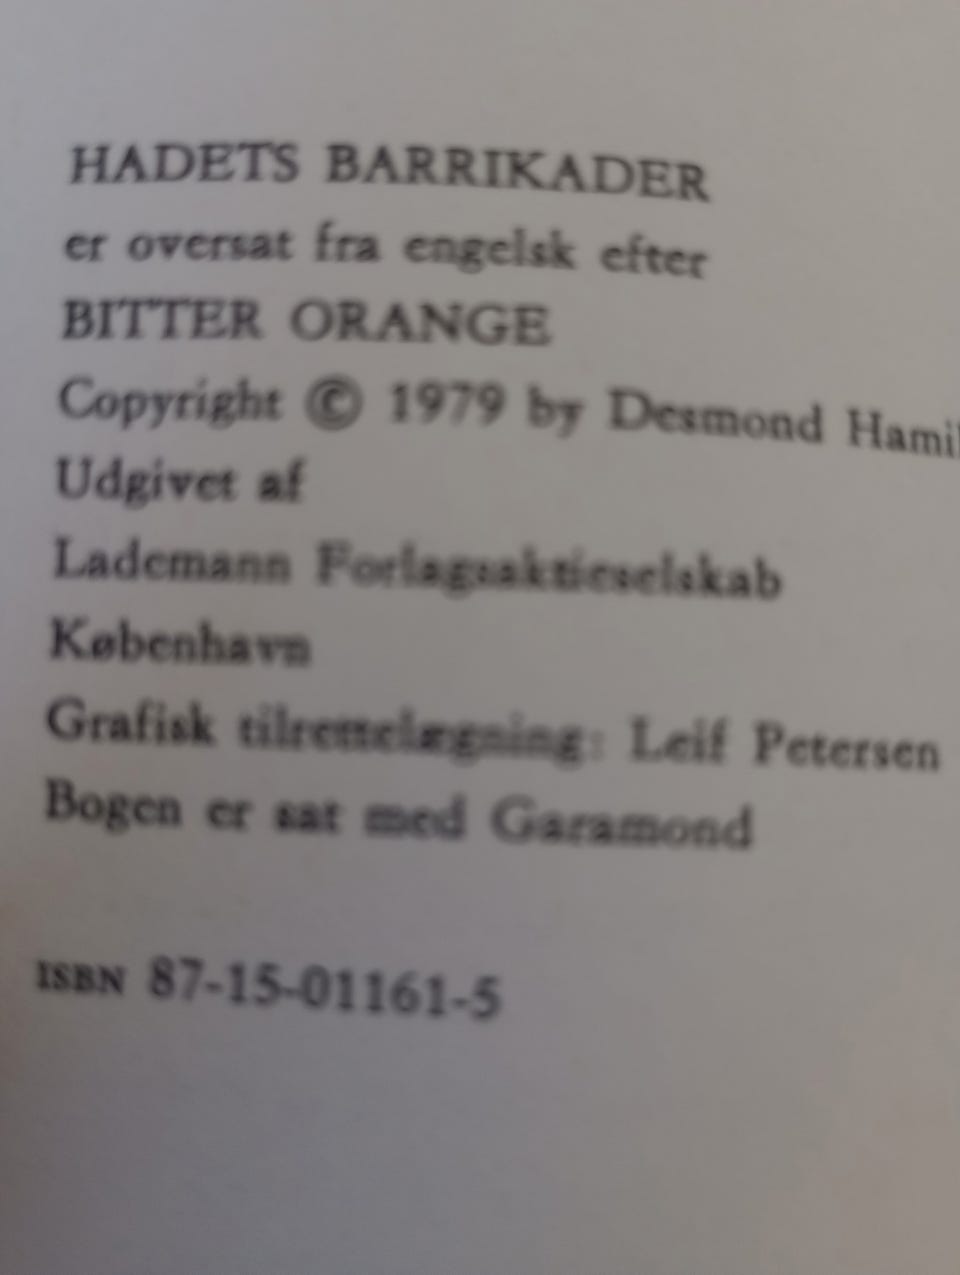 HADETS BARRIKADER
er oversat fra engelsk efter
BITTER ORANGE
Copyright © 1979 by Desmond Hamil
Udgivet af
Lademann Forlagsaktieselskab
København
Grafisk tilrettelægning: Leif Petersen
Bogen er sat med Garamond
ISBN 87-15-01161-5